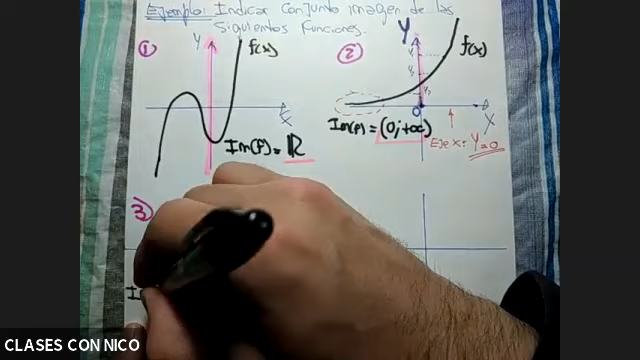 Ejemplo: Indicar Conjunto imagen de las
Siguientes Funciones.
① Y f(x)
X
Im(f) = ℝ
② Y f(x)
0 X
Im(f) = (0; +∞)
Eje x: Y=0
3)
CLASES CON NICO